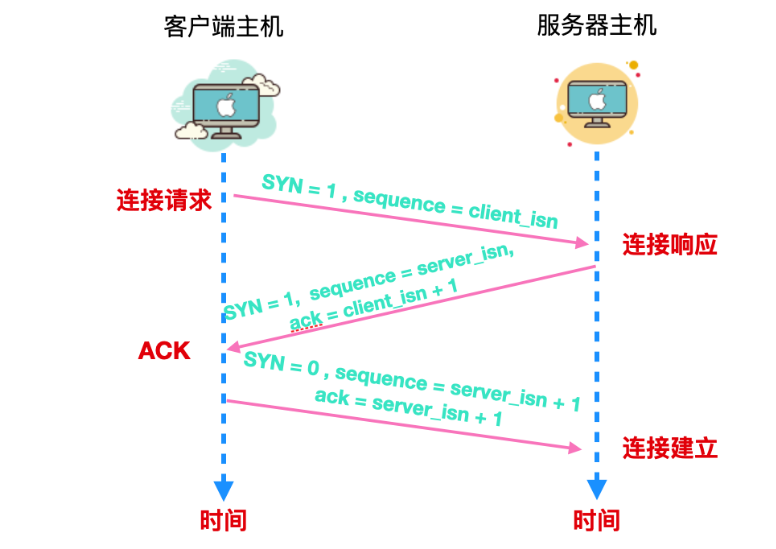 客户端主机
服务器主机
连接请求
SYN = 1 , sequence = client_isn
连接响应
SYN = 1, sequence = server_isn,
ack = client_isn + 1
ACK
SYN = 0 , sequence = server_isn + 1
ack = server_isn + 1
连接建立
时间
时间